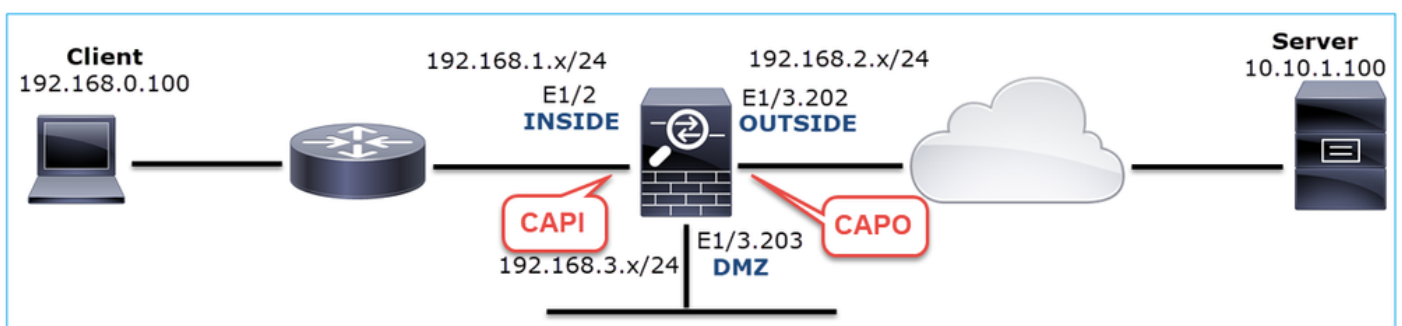 Client
192.168.0.100
192.168.1.x/24
E1/2
INSIDE
CAPI
192.168.2.x/24
E1/3.202
OUTSIDE
CAPO
E1/3.203
DMZ
192.168.3.x/24
Server
10.10.1.100